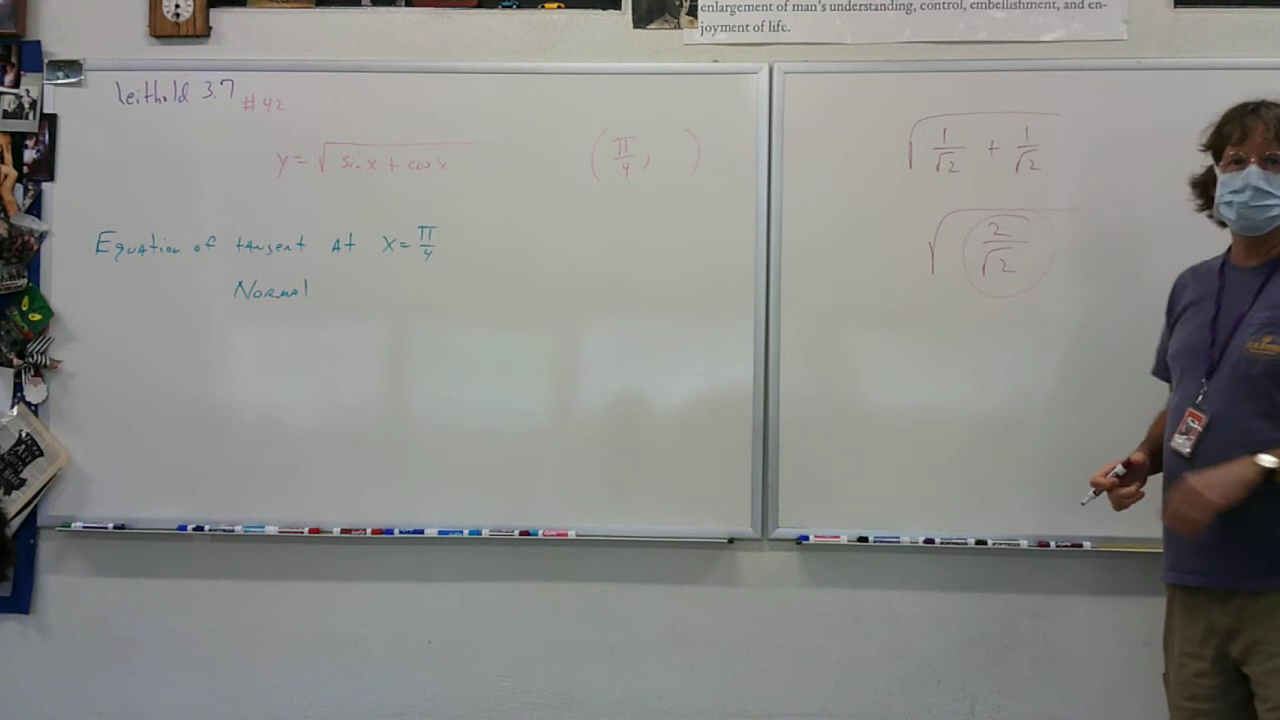 enlargement of man's understanding, control, embellishment, and en-
joyment of life.
Leithold 3.7 #42
y = √(sin x + cos x)
(π/4,   )
Equation of tangent at x = π/4
Normal
√(1/√2 + 1/√2)
√(2/√2)